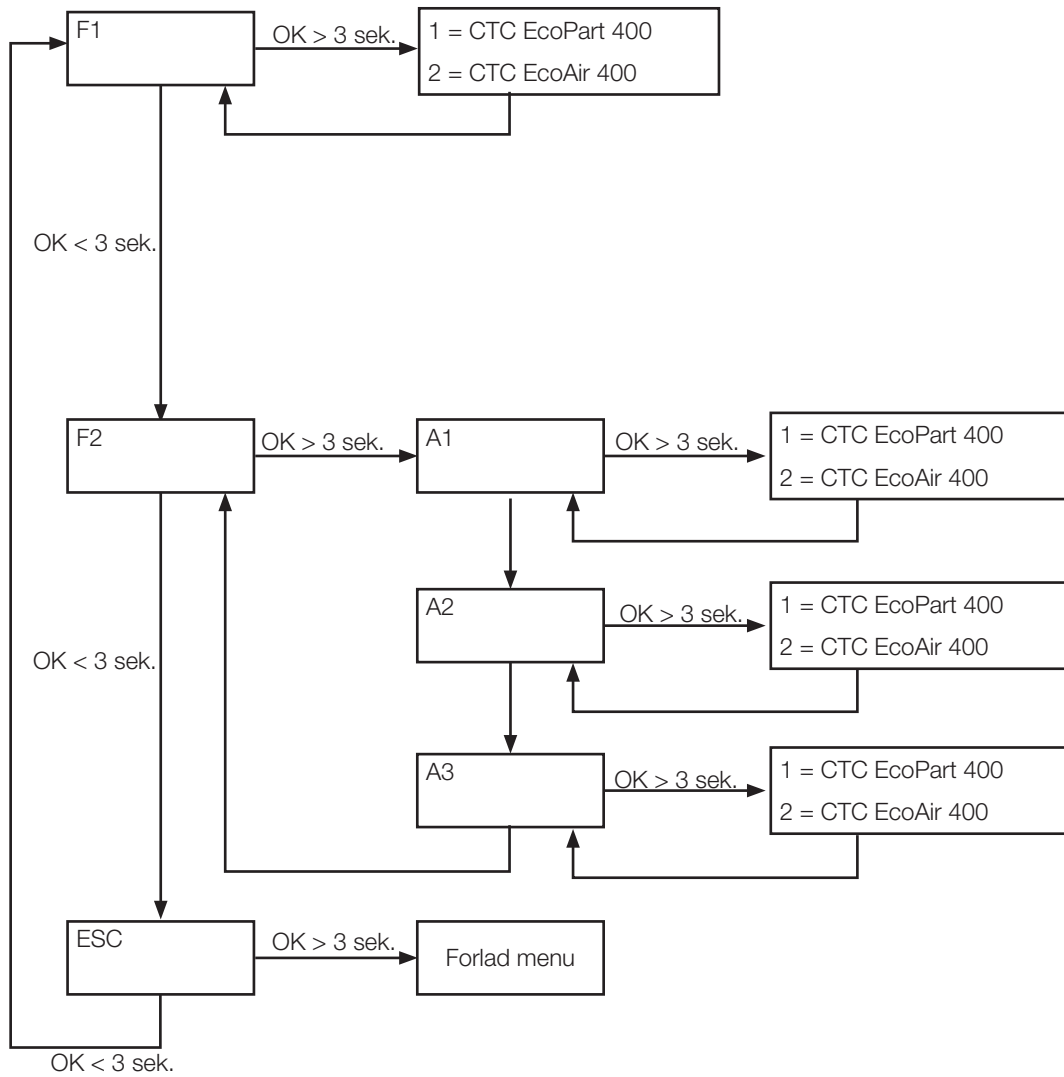 F1
OK > 3 sek.
1 = CTC EcoPart 400
2 = CTC EcoAir 400
OK < 3 sek.
F2
OK > 3 sek.
A1
OK > 3 sek.
1 = CTC EcoPart 400
2 = CTC EcoAir 400
A2
OK > 3 sek.
1 = CTC EcoPart 400
2 = CTC EcoAir 400
OK < 3 sek.
A3
OK > 3 sek.
1 = CTC EcoPart 400
2 = CTC EcoAir 400
ESC
OK > 3 sek.
Forlad menu
OK < 3 sek.